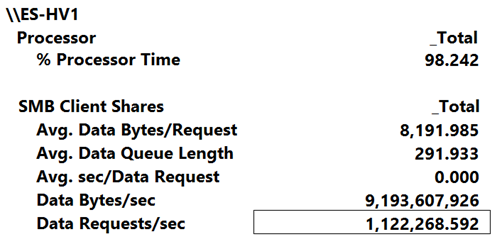 \\ES-HV1
Processor _Total
% Processor Time 98.242
SMB Client Shares _Total
Avg. Data Bytes/Request 8,191.985
Avg. Data Queue Length 291.933
Avg. sec/Data Request 0.000
Data Bytes/sec 9,193,607,926
Data Requests/sec 1,122,268.592